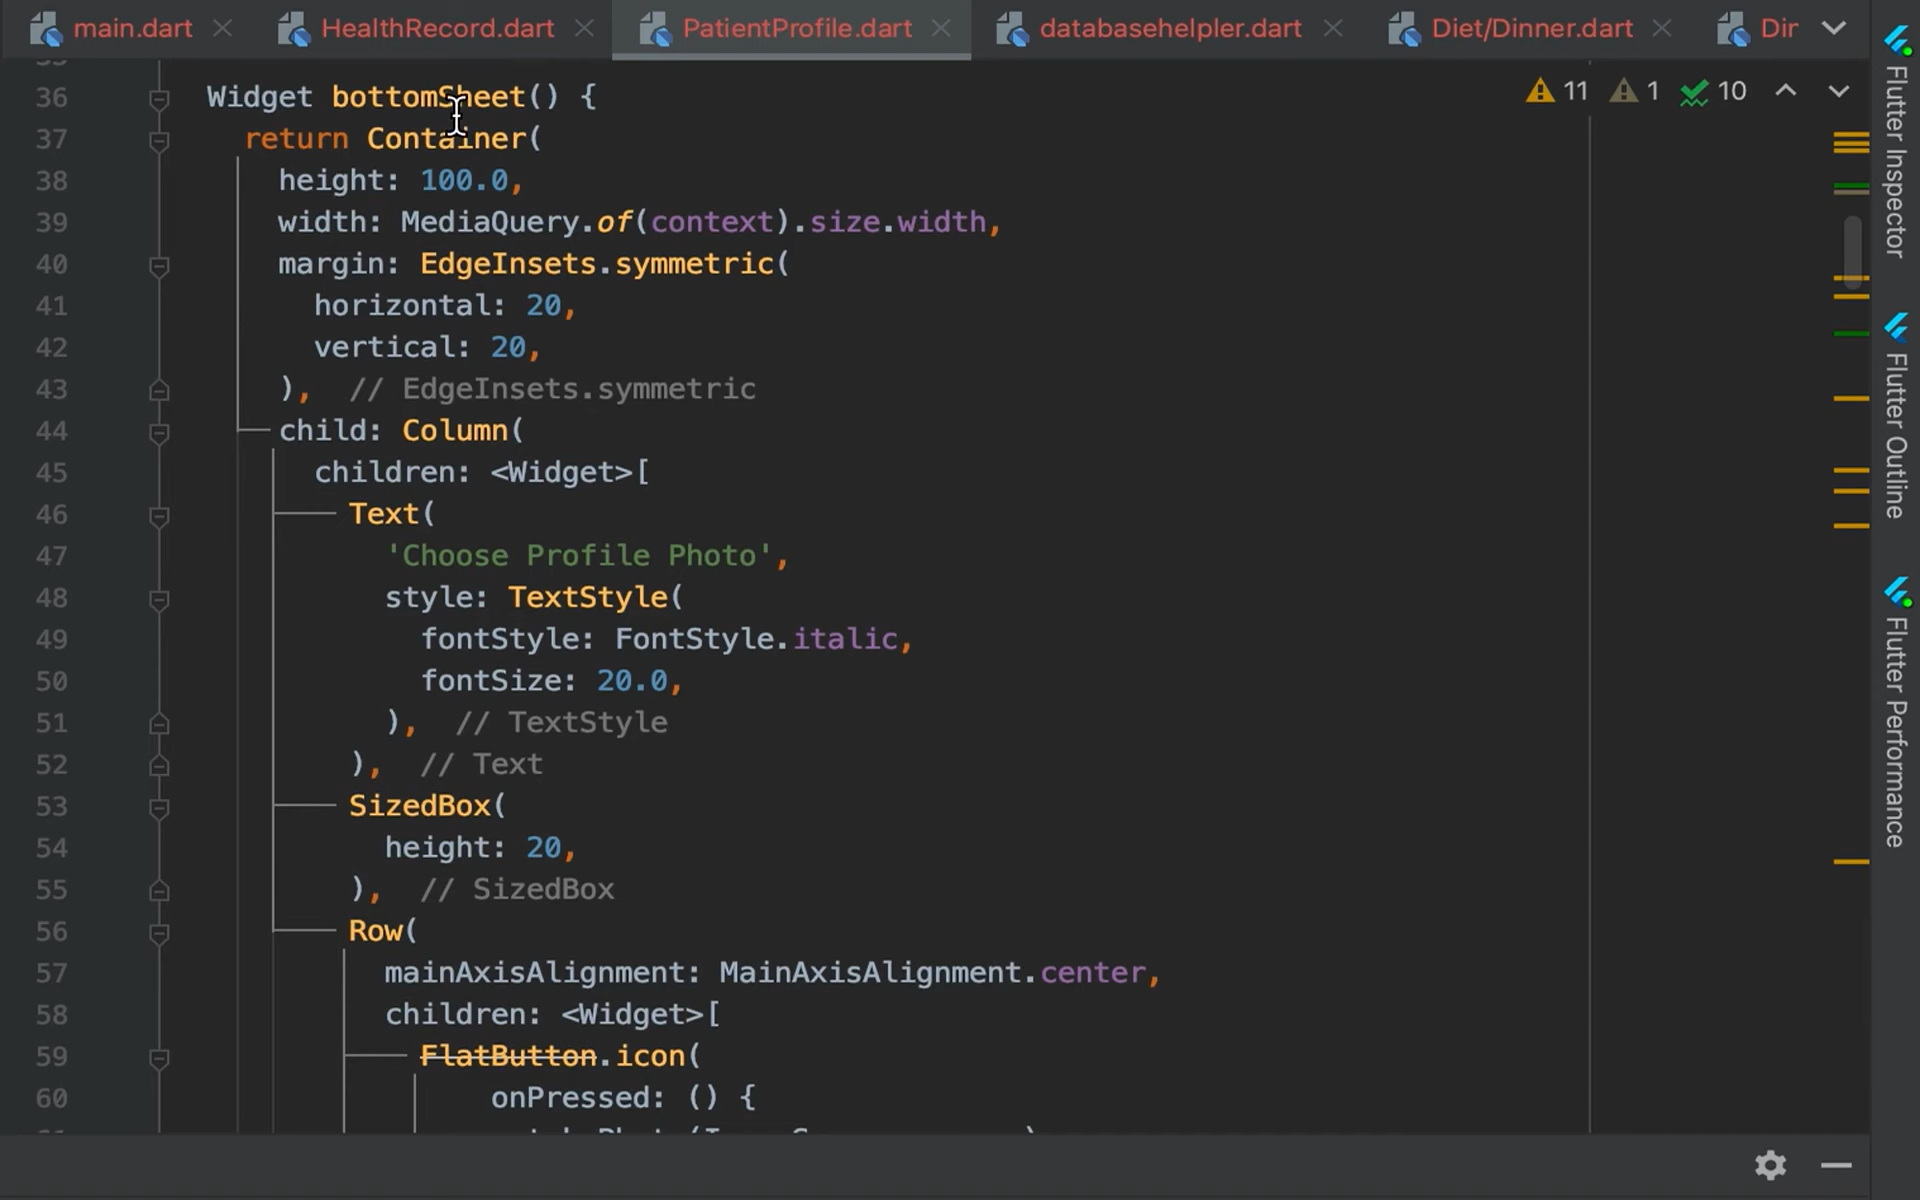 main.dart HealthRecord.dart PatientProfile.dart databasehelpler.dart Diet/Dinner.dart Dir
11 1 10
36 Widget bottomSheet() {
37 return Container(
38 height: 100.0,
39 width: MediaQuery.of(context).size.width,
40 margin: EdgeInsets.symmetric(
41 horizontal: 20,
42 vertical: 20,
43 ), // EdgeInsets.symmetric
44 child: Column(
45 children: <Widget>[
46 Text(
47 'Choose Profile Photo',
48 style: TextStyle(
49 fontStyle: FontStyle.italic,
50 fontSize: 20.0,
51 ), // TextStyle
52 ), // Text
53 SizedBox(
54 height: 20,
55 ), // SizedBox
56 Row(
57 mainAxisAlignment: MainAxisAlignment.center,
58 children: <Widget>[
59 FlatButton.icon(
60 onPressed: () {
Flutter Inspector
Flutter Outline
Flutter Performance